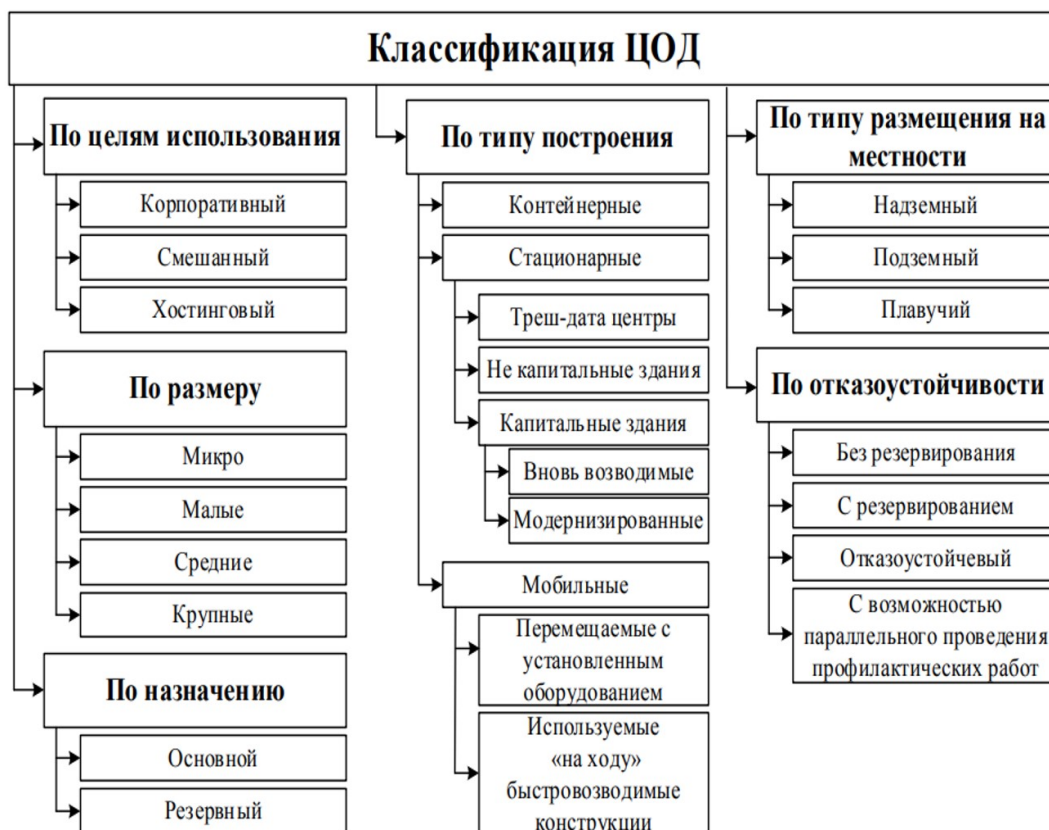 Классификация ЦОД
По целям использования
Корпоративный
Смешанный
Хостинговый
По размеру
Микро
Малые
Средние
Крупные
По назначению
Основной
Резервный
По типу построения
Контейнерные
Стационарные
Треш-дата центры
Не капитальные здания
Капитальные здания
Вновь возводимые
Модернизированные
Мобильные
Перемещаемые с
установленным
оборудованием
Используемые
«на ходу»
быстровозводимые
конструкции
По типу размещения на
местности
Надземный
Подземный
Плавучий
По отказоустойчивости
Без резервирования
С резервированием
Отказоустойчевый
С возможностью
параллельного проведения
профилактических работ